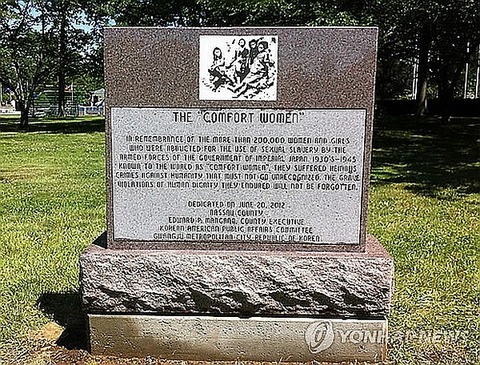 THE "COMFORT WOMEN"
IN REMEMBRANCE OF THE MORE THAN 200,000 WOMEN AND GIRLS
WHO WERE ABDUCTED FOR THE USE OF SEXUAL SLAVERY BY THE
ARMED FORCES OF THE GOVERNMENT OF IMPERIAL JAPAN, 1930'S-1945
KNOWN TO THE WORLD AS "COMFORT WOMEN", THEY SUFFERED HEINOUS
CRIMES AGAINST HUMANITY THAT MUST NOT GO UNRECOGNIZED. THE GRAVE
VIOLATIONS OF HUMAN DIGNITY THEY ENDURED WILL NOT BE FORGOTTEN.
DEDICATED ON JUNE 20, 2012
NASSAU COUNTY
EDWARD P. MANGANO, COUNTY EXECUTIVE
KOREAN AMERICAN PUBLIC AFFAIRS COMMITTEE
GWANGJU METROPOLITAN-CITY, REPUBLIC OF KOREA
YONHAP NEWS